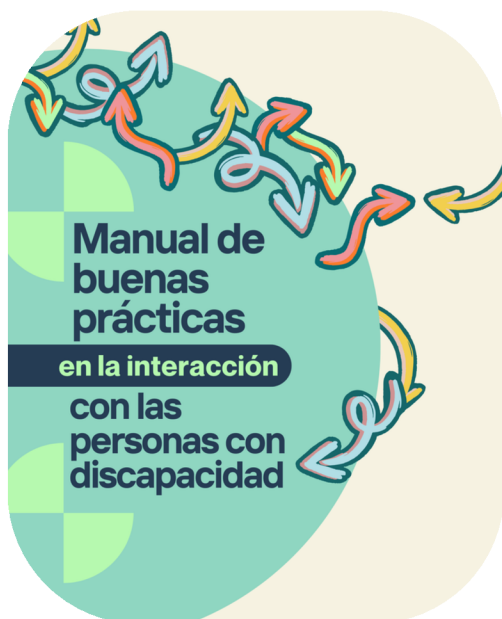 Manual de
buenas
prácticas
en la interacción
con las
personas con
discapacidad